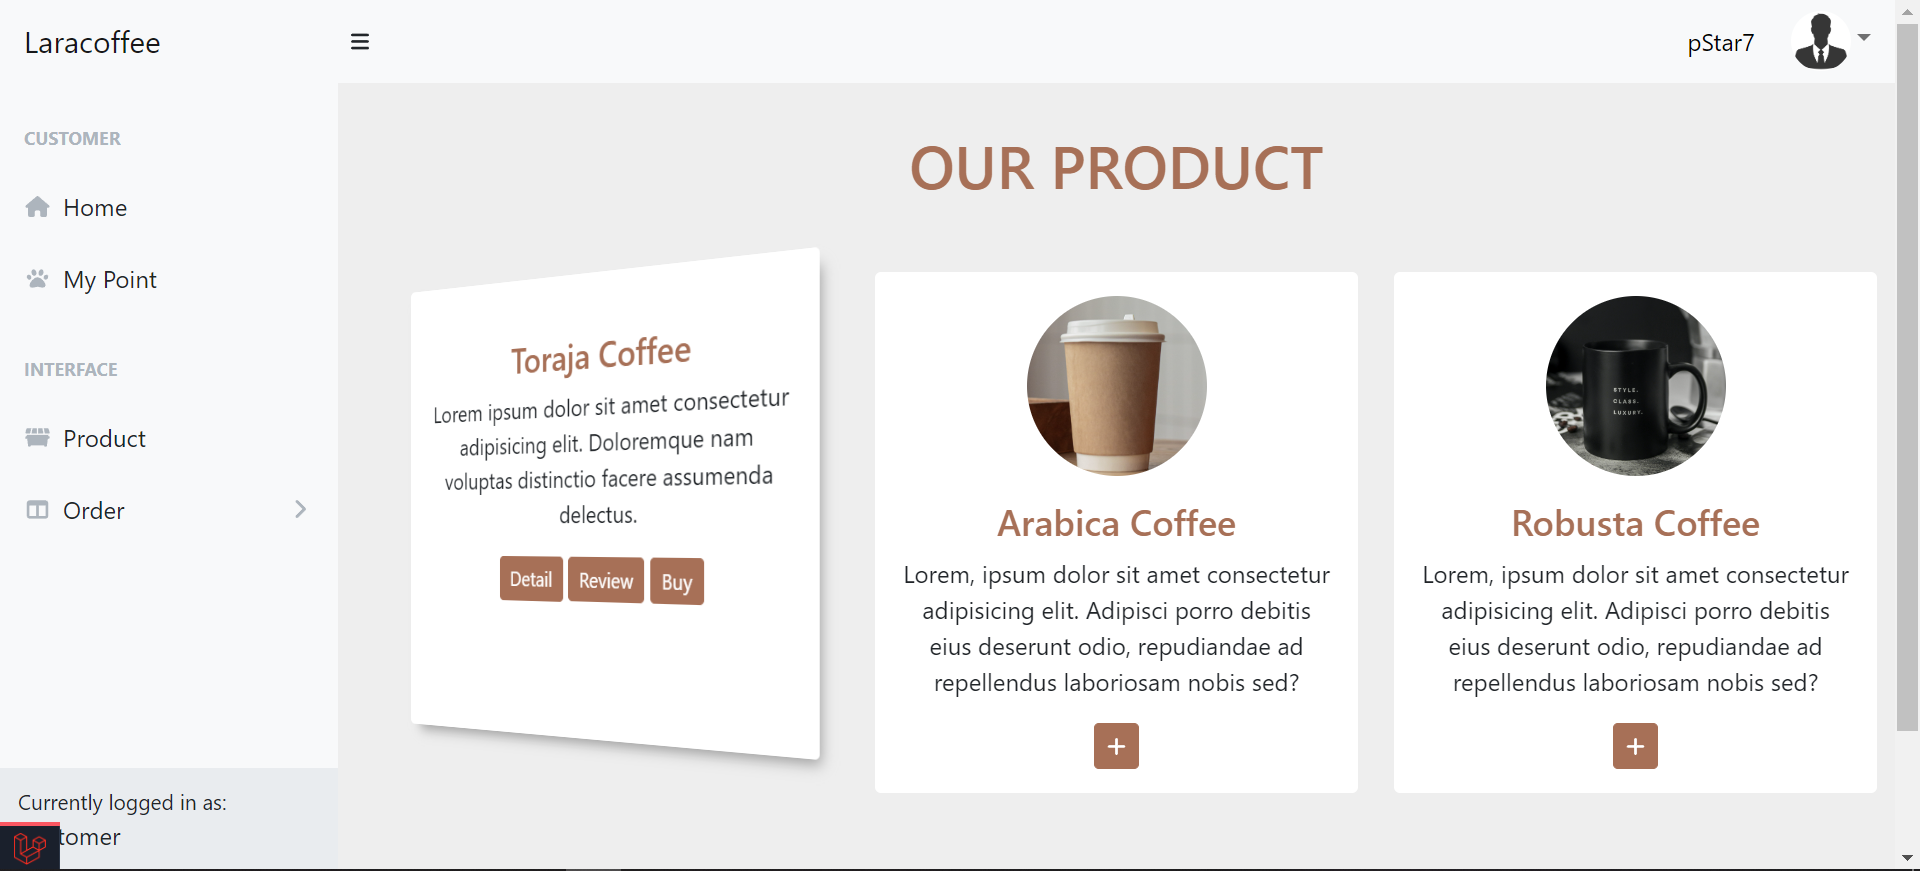 Laracoffee
pStar7
CUSTOMER
Home
My Point
INTERFACE
Product
Order
Currently logged in as:
tomer
OUR PRODUCT
Toraja Coffee
Lorem ipsum dolor sit amet consectetur
adipisicing elit. Doloremque nam
voluptas distinctio facere assumenda
delectus.
Detail
Review
Buy
STYLE.
CLASS.
LUXURY.
Arabica Coffee
Lorem, ipsum dolor sit amet consectetur
adipisicing elit. Adipisci porro debitis
eius deserunt odio, repudiandae ad
repellendus laboriosam nobis sed?
+
Robusta Coffee
Lorem, ipsum dolor sit amet consectetur
adipisicing elit. Adipisci porro debitis
eius deserunt odio, repudiandae ad
repellendus laboriosam nobis sed?
+